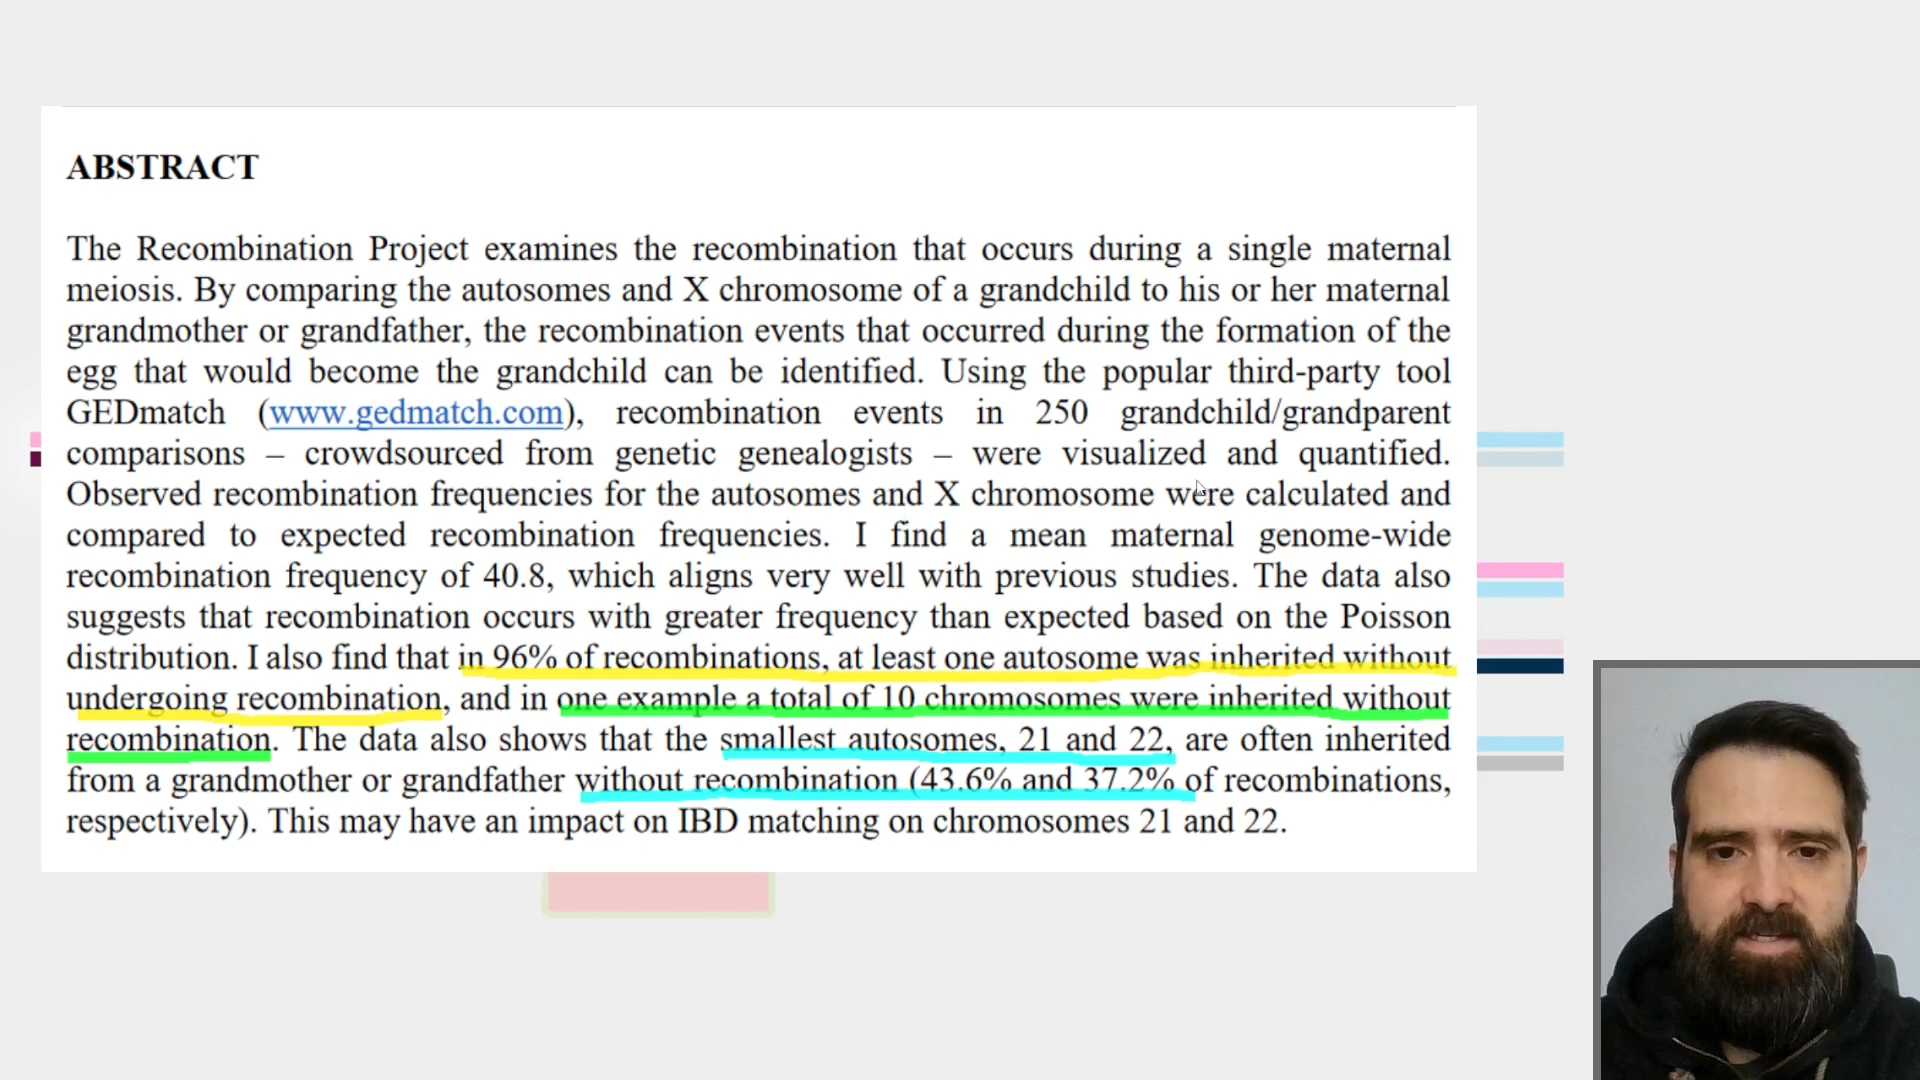 ABSTRACT
The Recombination Project examines the recombination that occurs during a single maternal
meiosis. By comparing the autosomes and X chromosome of a grandchild to his or her maternal
grandmother or grandfather, the recombination events that occurred during the formation of the
egg that would become the grandchild can be identified. Using the popular third-party tool
GEDmatch (www.gedmatch.com), recombination events in 250 grandchild/grandparent
comparisons – crowdsourced from genetic genealogists – were visualized and quantified.
Observed recombination frequencies for the autosomes and X chromosome were calculated and
compared to expected recombination frequencies. I find a mean maternal genome-wide
recombination frequency of 40.8, which aligns very well with previous studies. The data also
suggests that recombination occurs with greater frequency than expected based on the Poisson
distribution. I also find that in 96% of recombinations, at least one autosome was inherited without
undergoing recombination, and in one example a total of 10 chromosomes were inherited without
recombination. The data also shows that the smallest autosomes, 21 and 22, are often inherited
from a grandmother or grandfather without recombination (43.6% and 37.2% of recombinations,
respectively). This may have an impact on IBD matching on chromosomes 21 and 22.